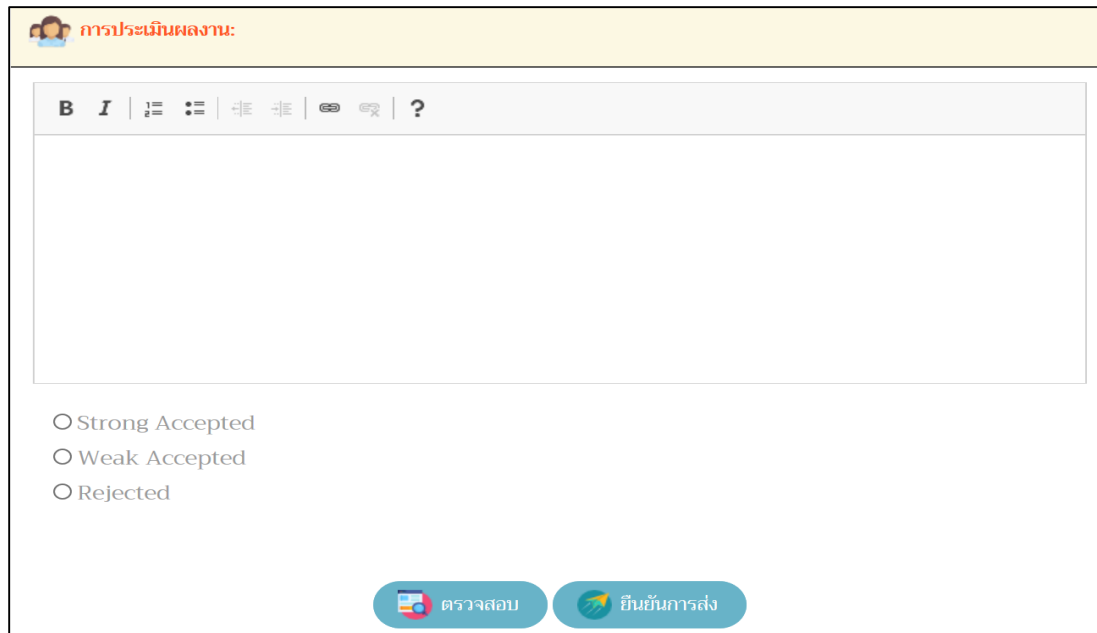 การประเมินผลงาน:
B I ?
Strong Accepted
Weak Accepted
Rejected
ตรวจสอบ ยืนยันการส่ง